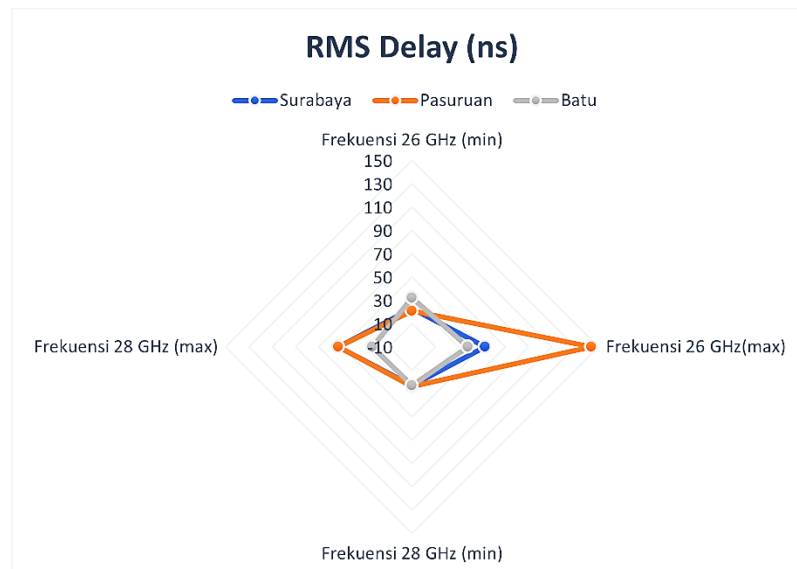 RMS Delay (ns)
Surabaya Pasuruan Batu
Frekuensi 26 GHz (min)
150
130
110
90
70
50
30
10
-10
Frekuensi 28 GHz (max)
Frekuensi 26 GHz(max)
Frekuensi 28 GHz (min)